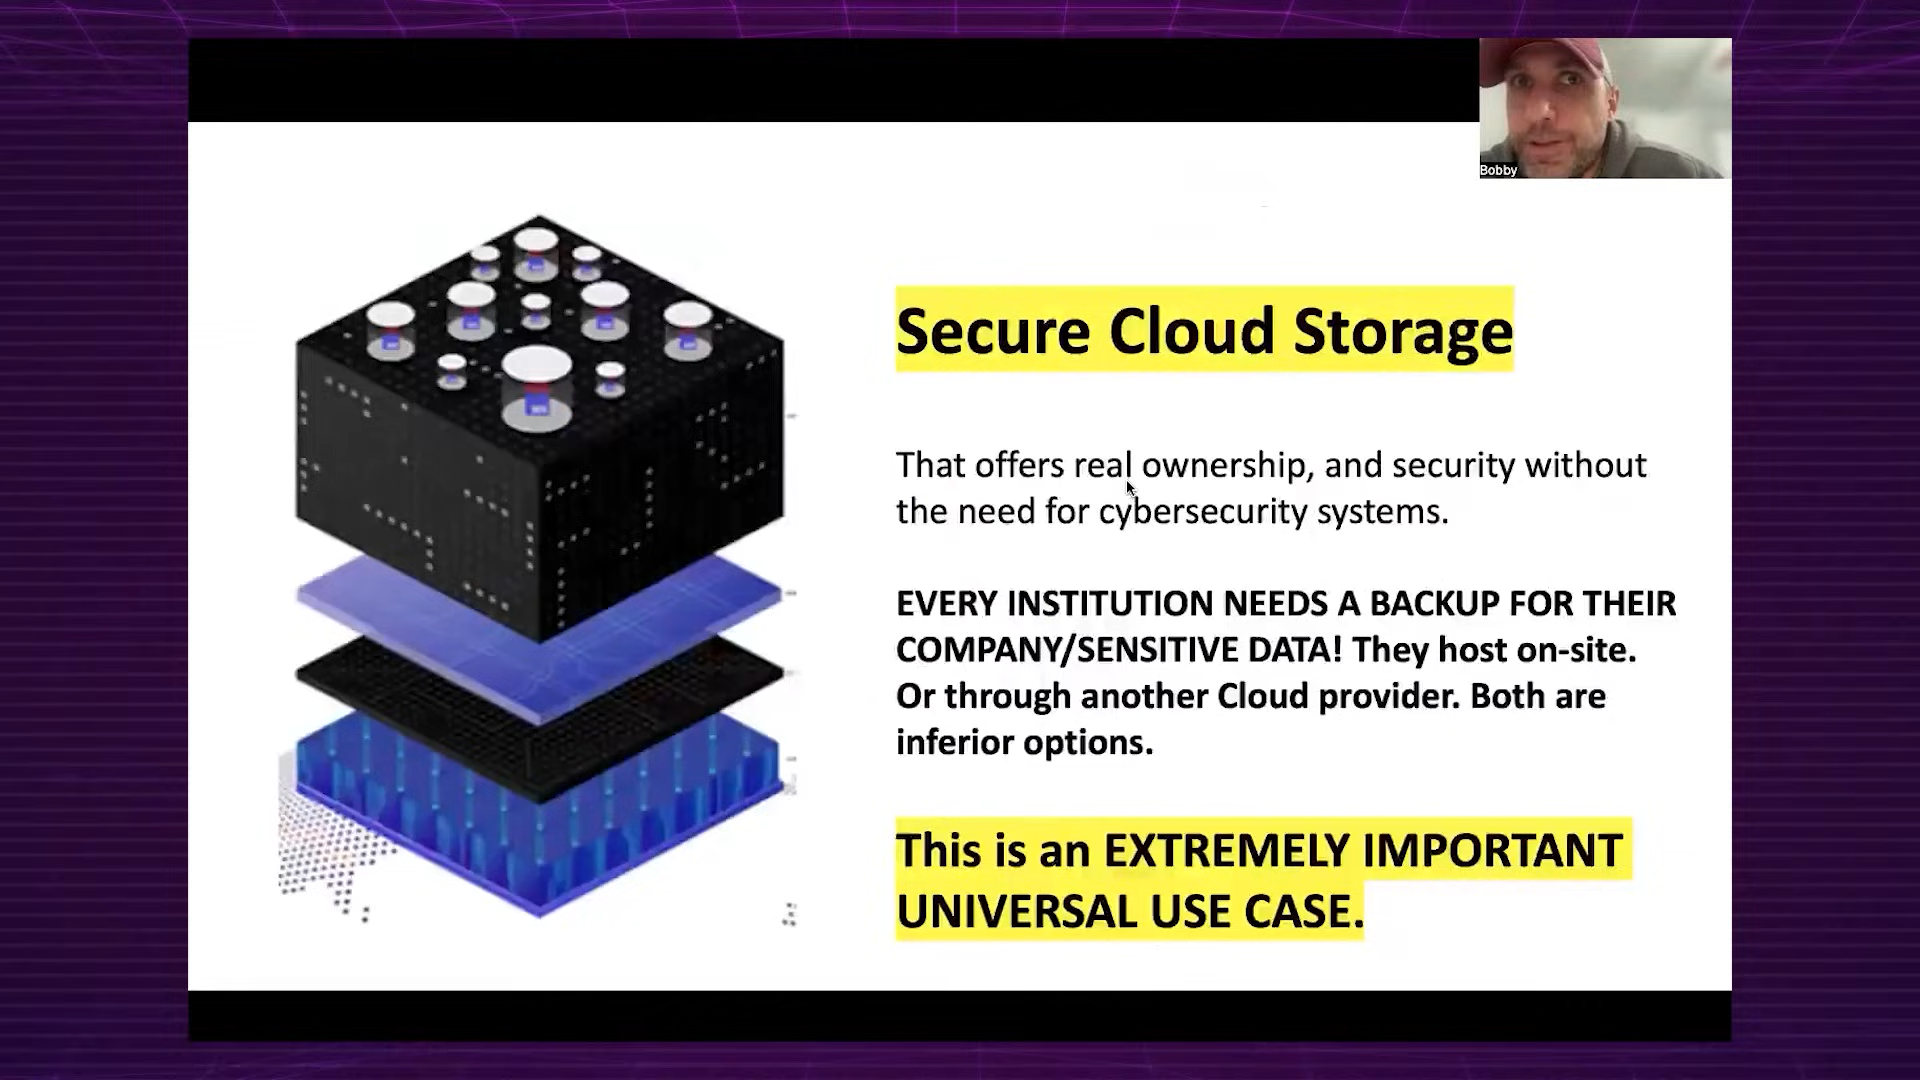 Bobby
Secure Cloud Storage
That offers real ownership, and security without
the need for cybersecurity systems.
EVERY INSTITUTION NEEDS A BACKUP FOR THEIR
COMPANY/SENSITIVE DATA! They host on-site.
Or through another Cloud provider. Both are
inferior options.
This is an EXTREMELY IMPORTANT
UNIVERSAL USE CASE.